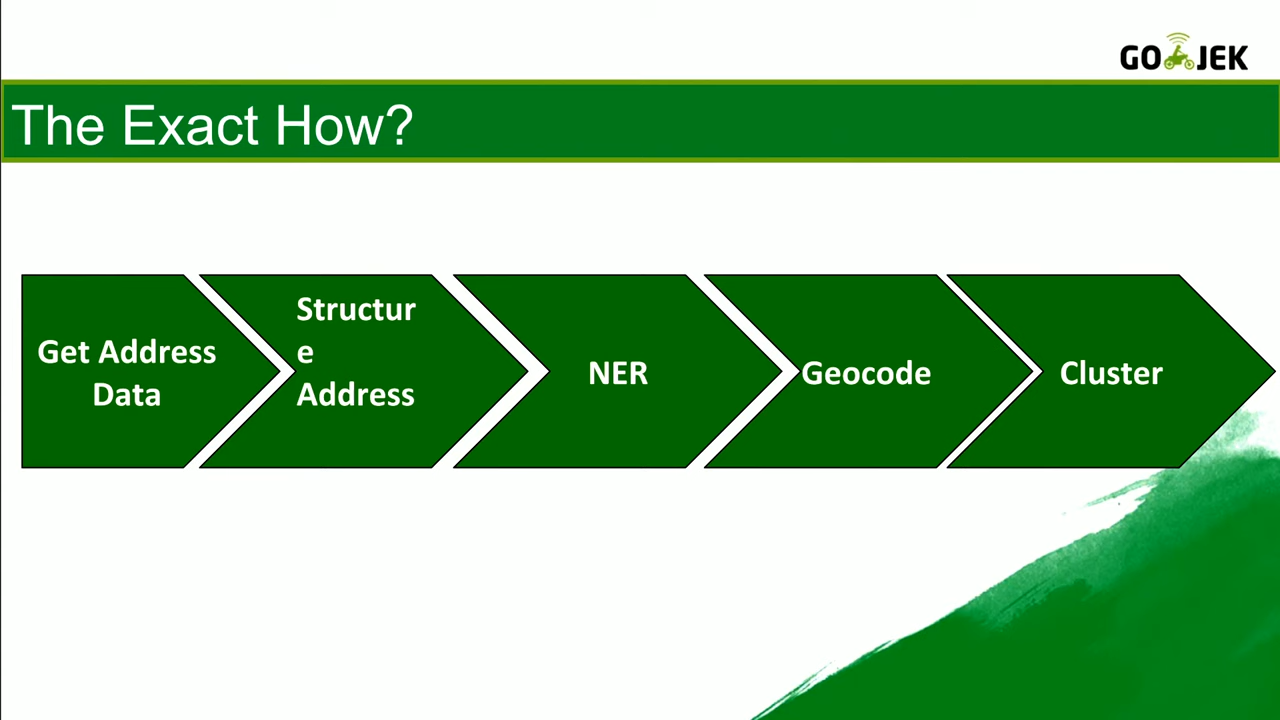 GO JEK
The Exact How?
Get Address
Data
Structur
e
Address
NER
Geocode
Cluster